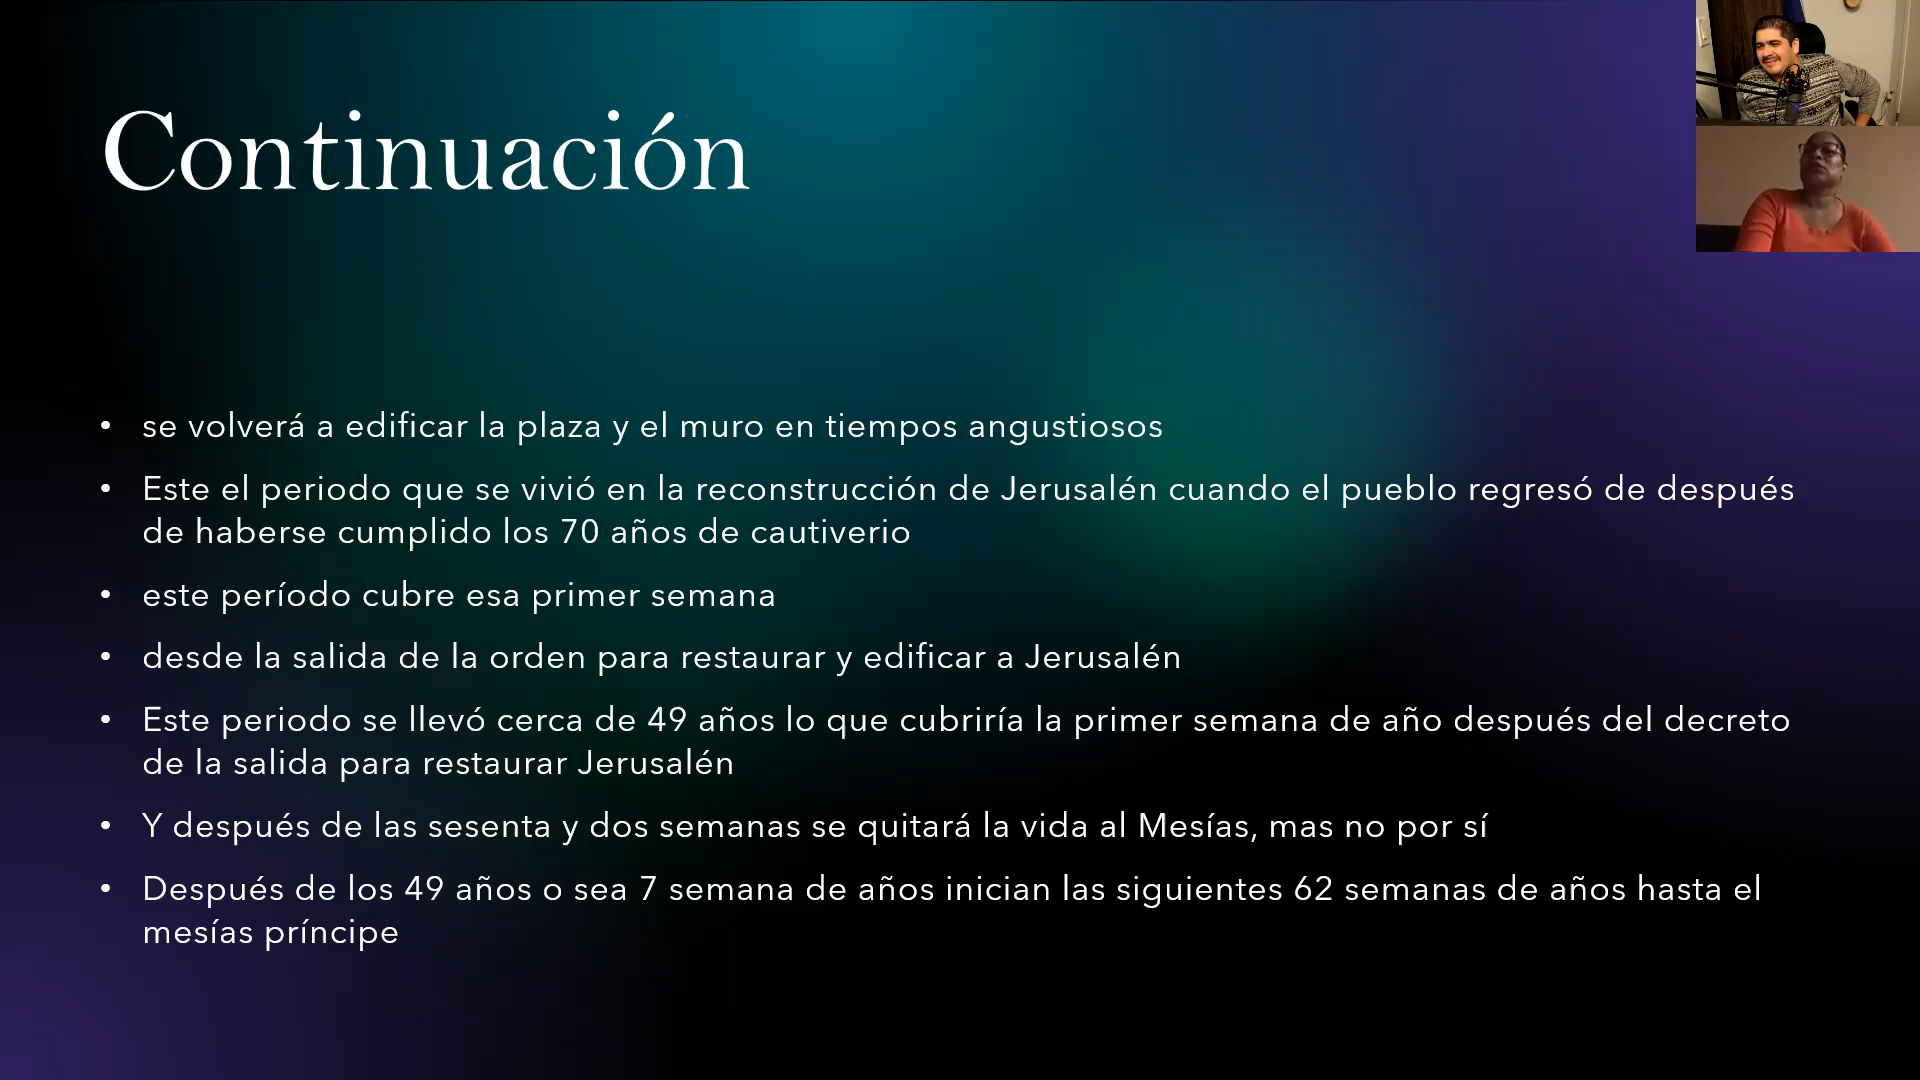 Continuación
• se volverá a edificar la plaza y el muro en tiempos angustiosos
• Este el periodo que se vivió en la reconstrucción de Jerusalén cuando el pueblo regresó de después
de haberse cumplido los 70 años de cautiverio
• este período cubre esa primer semana
• desde la salida de la orden para restaurar y edificar a Jerusalén
• Este periodo se llevó cerca de 49 años lo que cubriría la primer semana de año después del decreto
de la salida para restaurar Jerusalén
• Y después de las sesenta y dos semanas se quitará la vida al Mesías, mas no por sí
• Después de los 49 años o sea 7 semana de años inician las siguientes 62 semanas de años hasta el
mesías príncipe